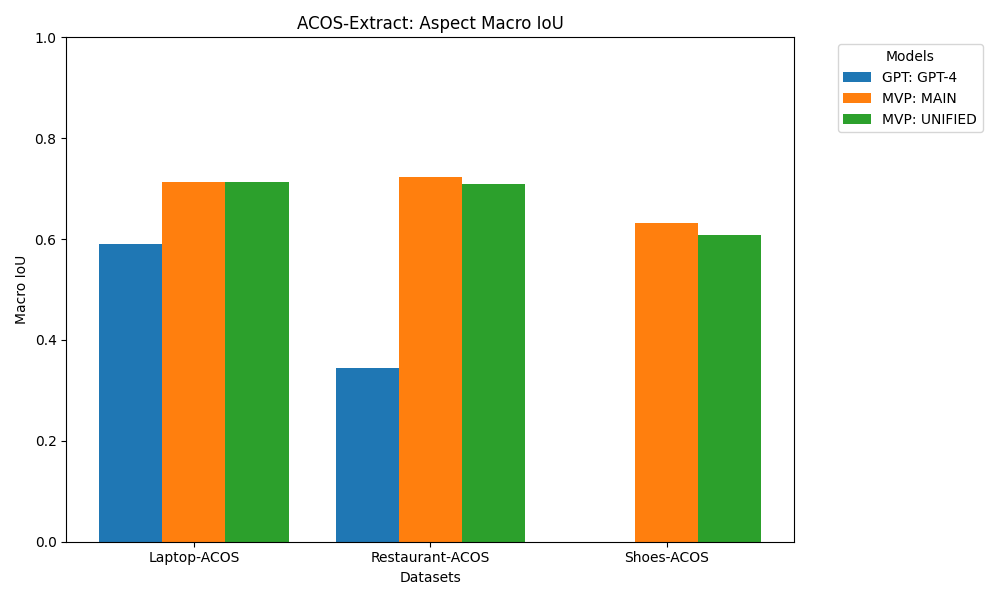 ACOS-Extract: Aspect Macro IoU
Models
GPT: GPT-4
MVP: MAIN
MVP: UNIFIED
Macro IoU
1.0
0.8
0.6
0.4
0.2
0.0
Laptop-ACOS
Restaurant-ACOS
Shoes-ACOS
Datasets